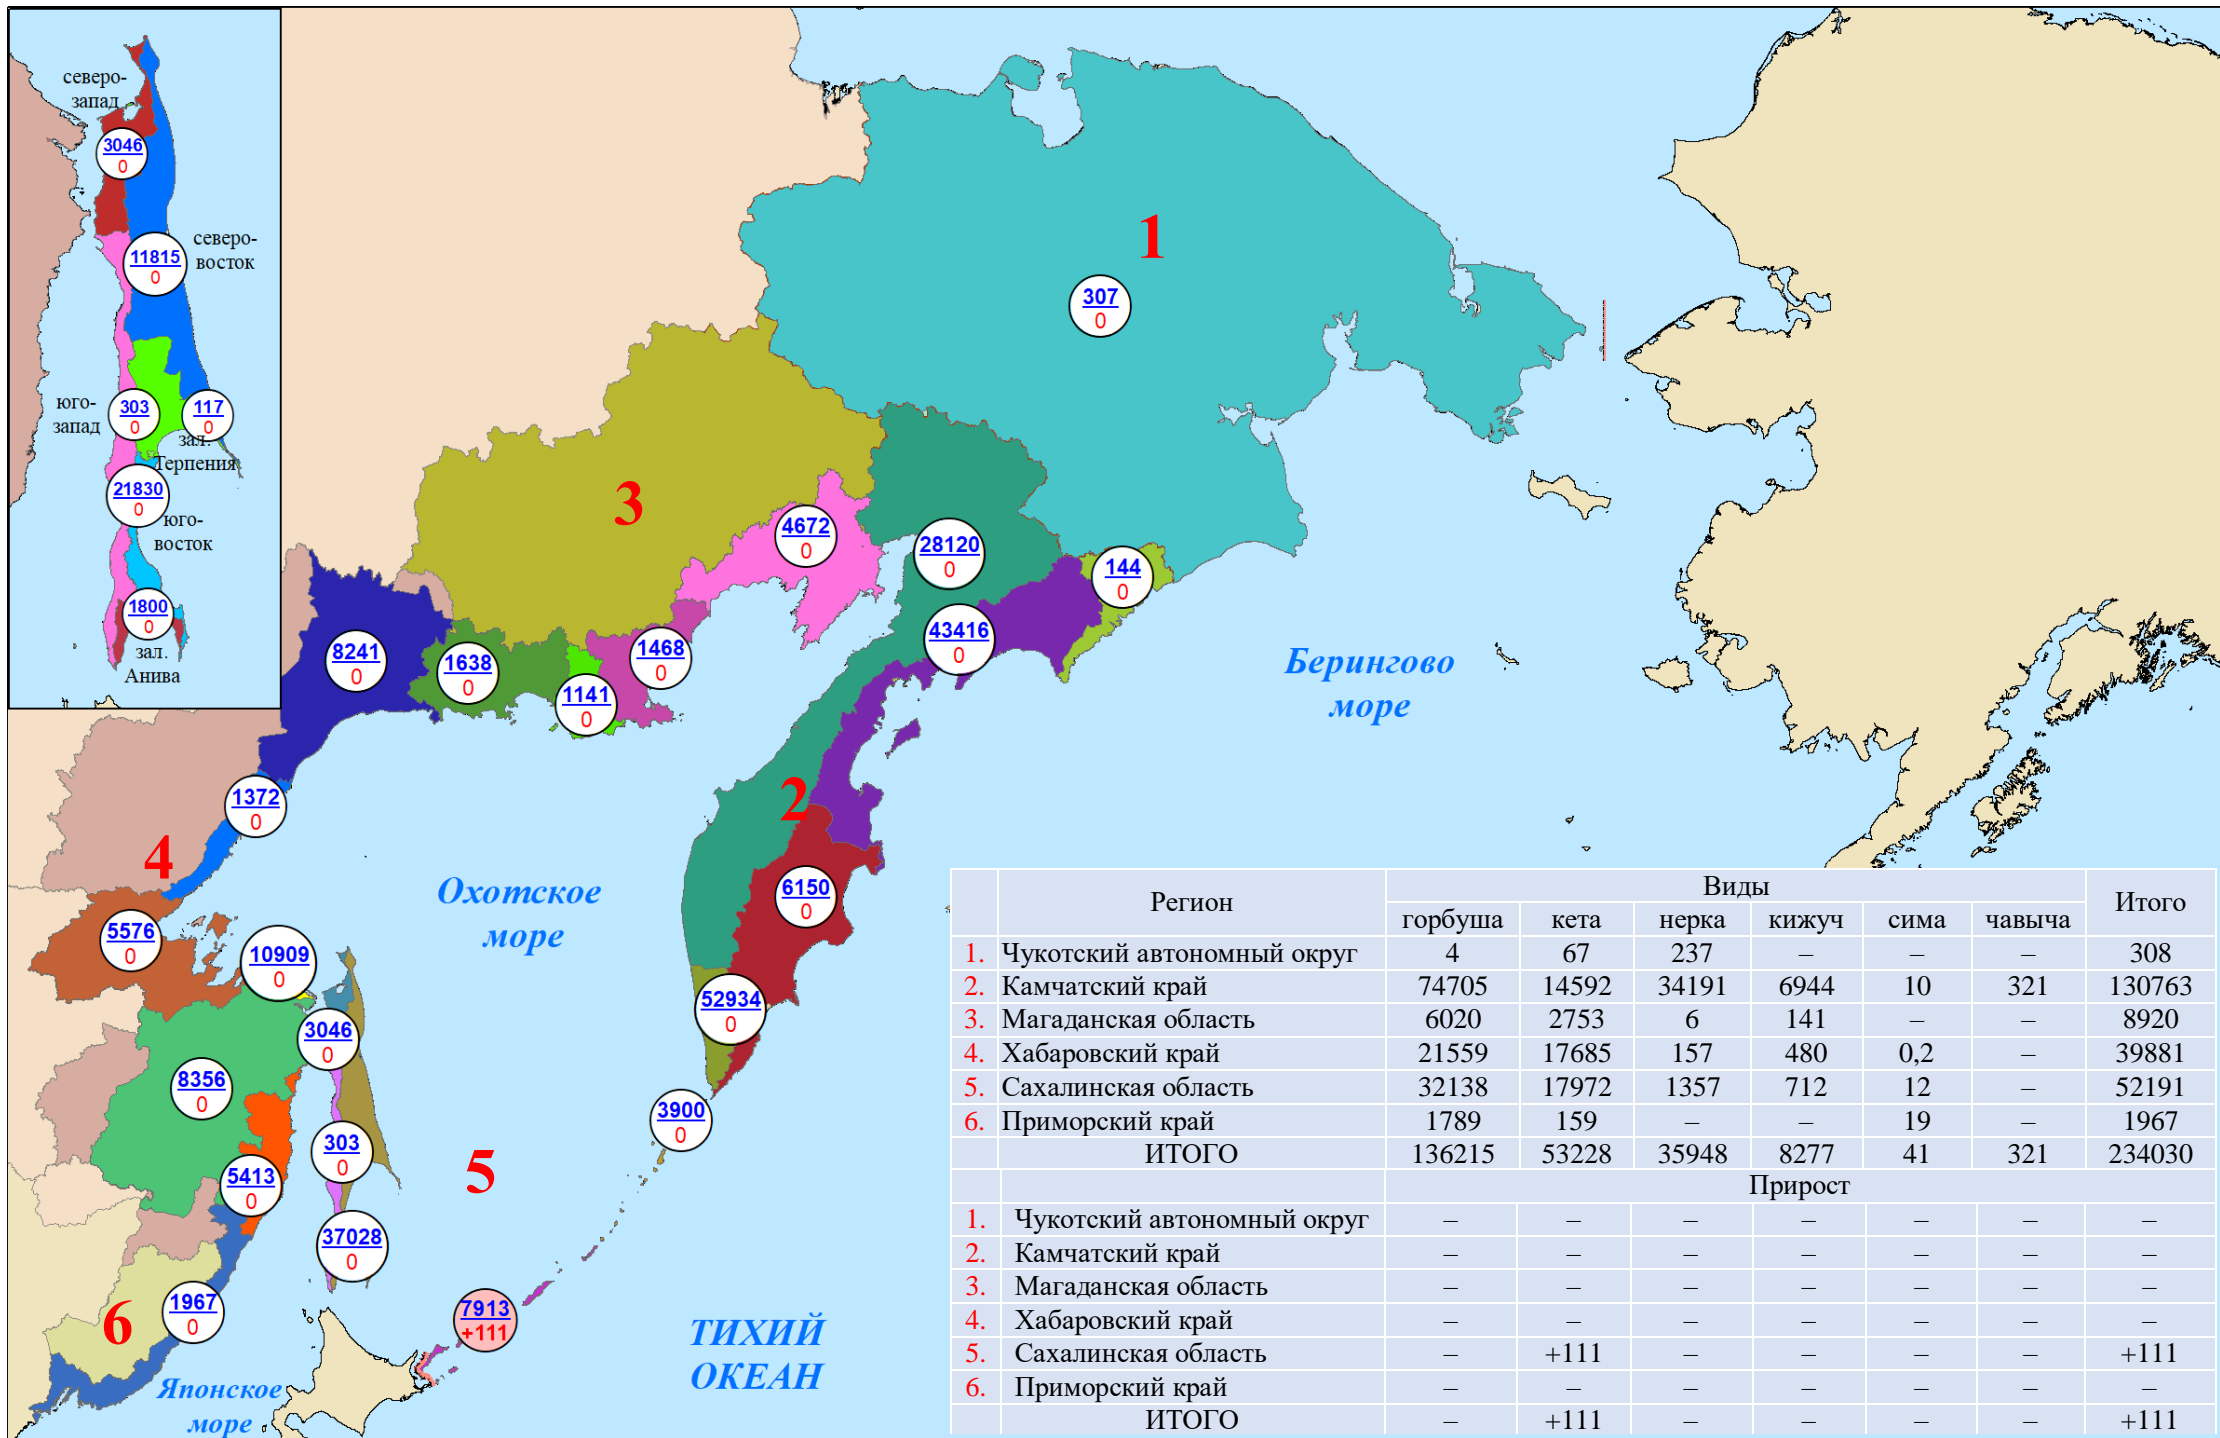 северо-
запад
3046
0
северо-
восток
11815
0
юго-
запад
303
0
117
0
зал.
Терпения
21830
0
юго-
восток
1800
0
зал.
Анива
1
307
0
3
4672
0
28120
0
144
0
43416
0
8241
0
1638
0
1468
0
1141
0
Берингово
море
1372
0
2
4
Охотское
море
6150
0
5576
0
10909
0
52934
0
3046
0
8356
0
3900
0
303
0
5
5413
0
37028
0
6
1967
0
7913
+111
ТИХИЙ
ОКЕАН
Японское
море
Регион Виды Итого
горбуша кета нерка кижуч сима чавыча
1. Чукотский автономный округ 4 67 237 – – – 308
2. Камчатский край 74705 14592 34191 6944 10 321 130763
3. Магаданская область 6020 2753 6 141 – – 8920
4. Хабаровский край 21559 17685 157 480 0,2 – 39881
5. Сахалинская область 32138 17972 1357 712 12 – 52191
6. Приморский край 1789 159 – – 19 – 1967
ИТОГО 136215 53228 35948 8277 41 321 234030
Прирост
1. Чукотский автономный округ – – – – – – –
2. Камчатский край – – – – – – –
3. Магаданская область – – – – – – –
4. Хабаровский край – – – – – – –
5. Сахалинская область – +111 – – – – +111
6. Приморский край – – – – – – –
ИТОГО – +111 – – – – +111